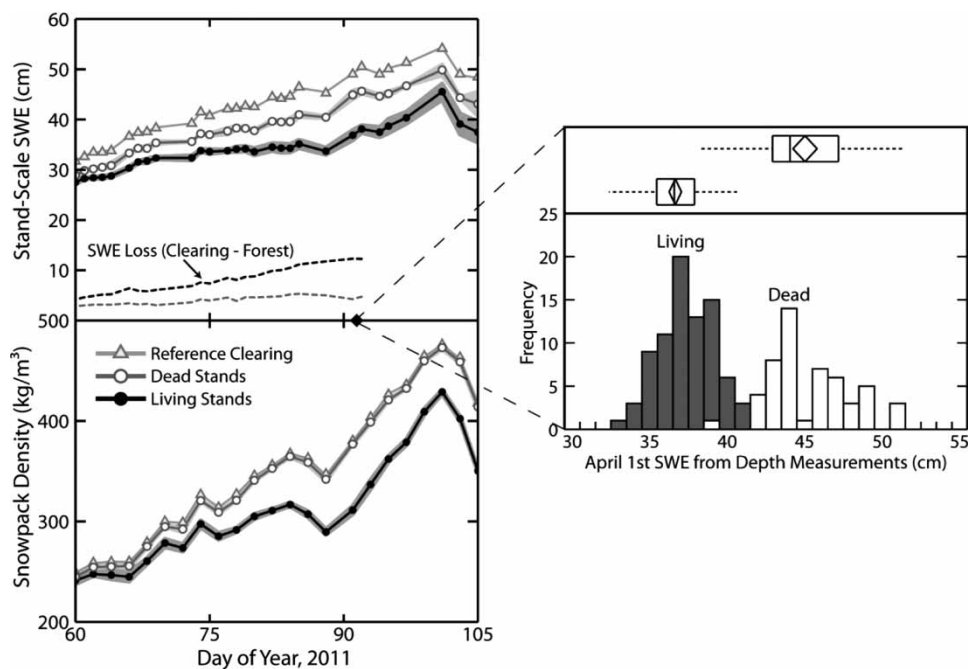 60
50
40
30
20
10
Stand-Scale SWE (cm)
SWE Loss (Clearing - Forest)
500
400
300
200
Snowpack Density (kg/m³)
Reference Clearing
Dead Stands
Living Stands
60 75 90 105
Day of Year, 2011
25
20
15
10
5
0
Frequency
Living
Dead
30 35 40 45 50 55
April 1st SWE from Depth Measurements (cm)